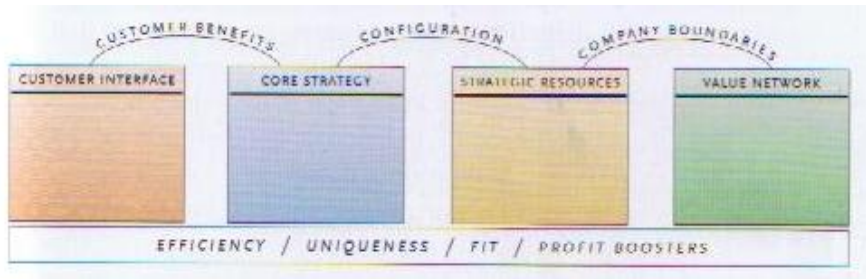 CUSTOMER BENEFITS
CONFIGURATION
COMPANY BOUNDARIES
CUSTOMER INTERFACE
CORE STRATEGY
STRATEGIC RESOURCES
VALUE NETWORK
EFFICIENCY / UNIQUENESS / FIT / PROFIT BOOSTERS